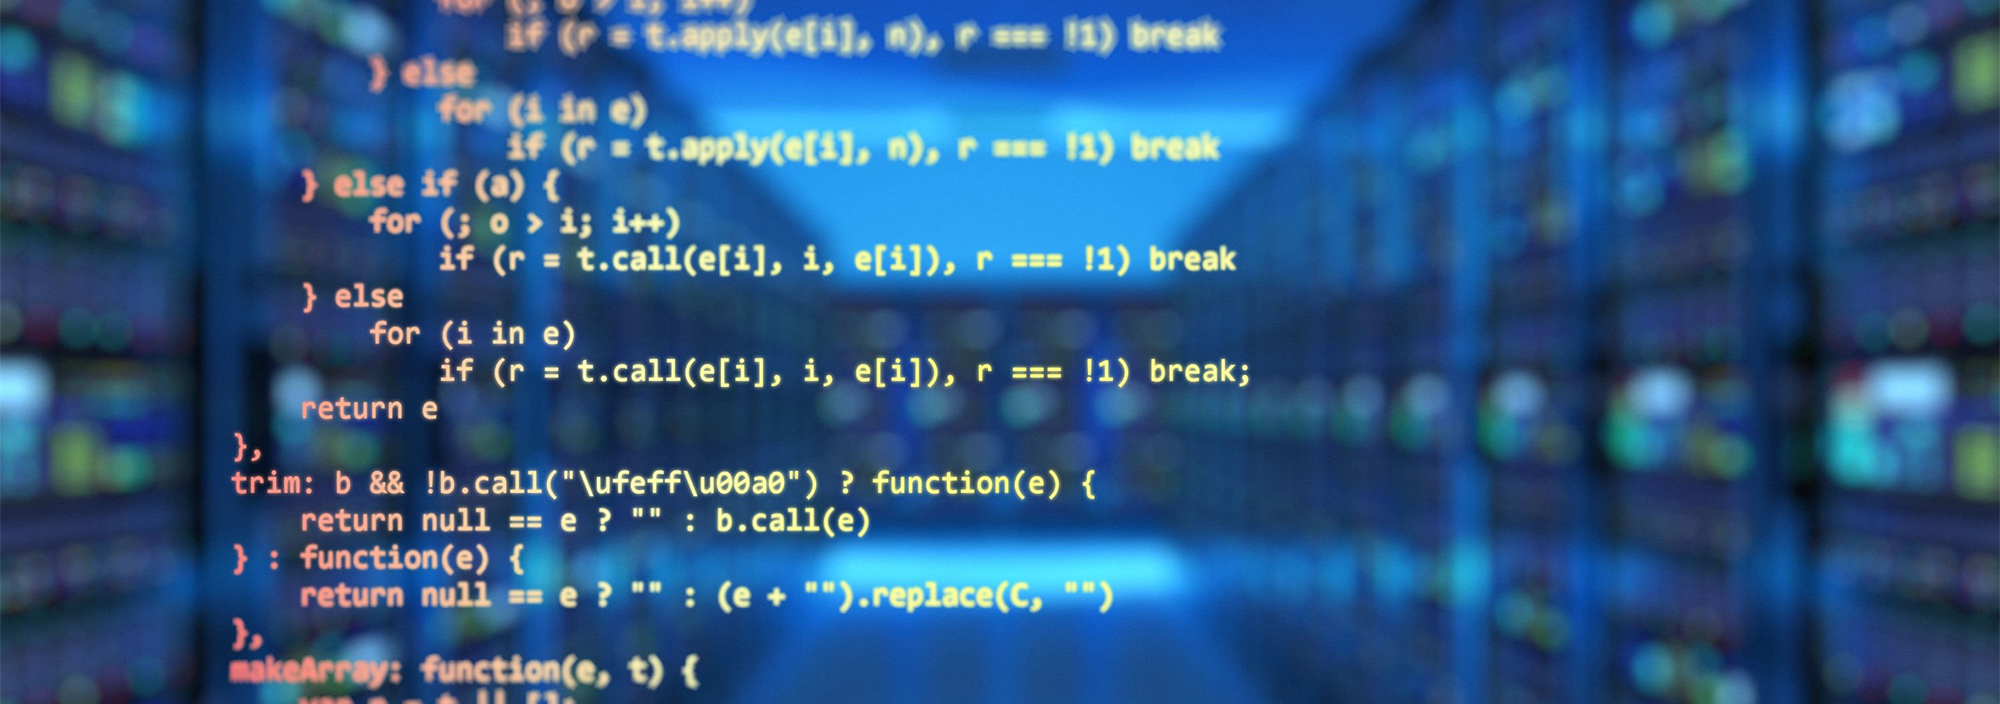 for (; o > i; i++)
if (r = t.apply(e[i], n), r === !1) break
} else
for (i in e)
if (r = t.apply(e[i], n), r === !1) break
} else if (a) {
for (; o > i; i++)
if (r = t.call(e[i], i, e[i]), r === !1) break
} else
for (i in e)
if (r = t.call(e[i], i, e[i]), r === !1) break;
return e
},
trim: b && !b.call("\ufeff\u00a0") ? function(e) {
return null == e ? "" : b.call(e)
} : function(e) {
return null == e ? "" : (e + "").replace(C, "")
},
makeArray: function(e, t) {